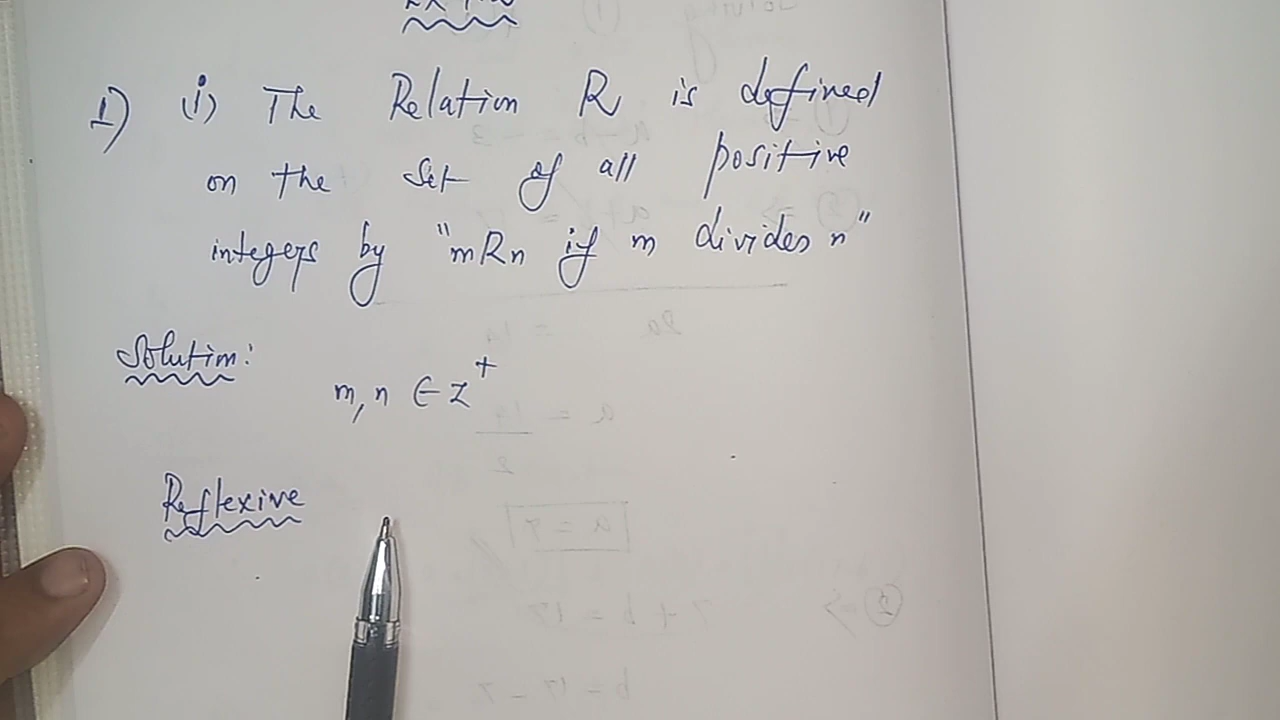 1) (i) The Relation R is defined
on the set of all positive
integers by "mRn if m divides n"
Solution:
m, n ∈ z⁺
Reflexive